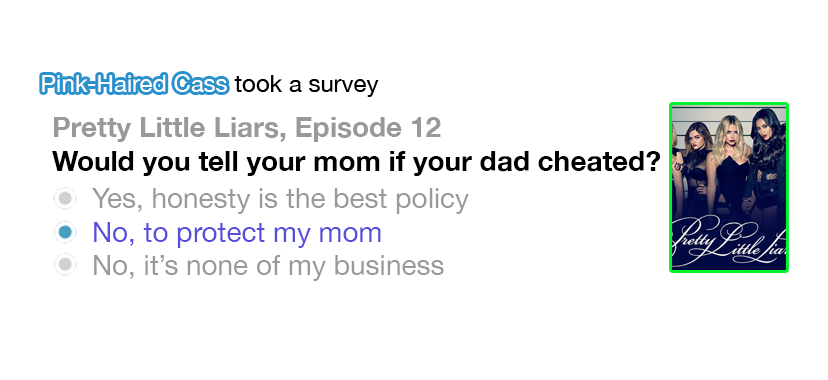 Pink-Haired Cass took a survey
Pretty Little Liars, Episode 12
Would you tell your mom if your dad cheated?
Yes, honesty is the best policy
No, to protect my mom
No, it’s none of my business
Pretty Little Liar